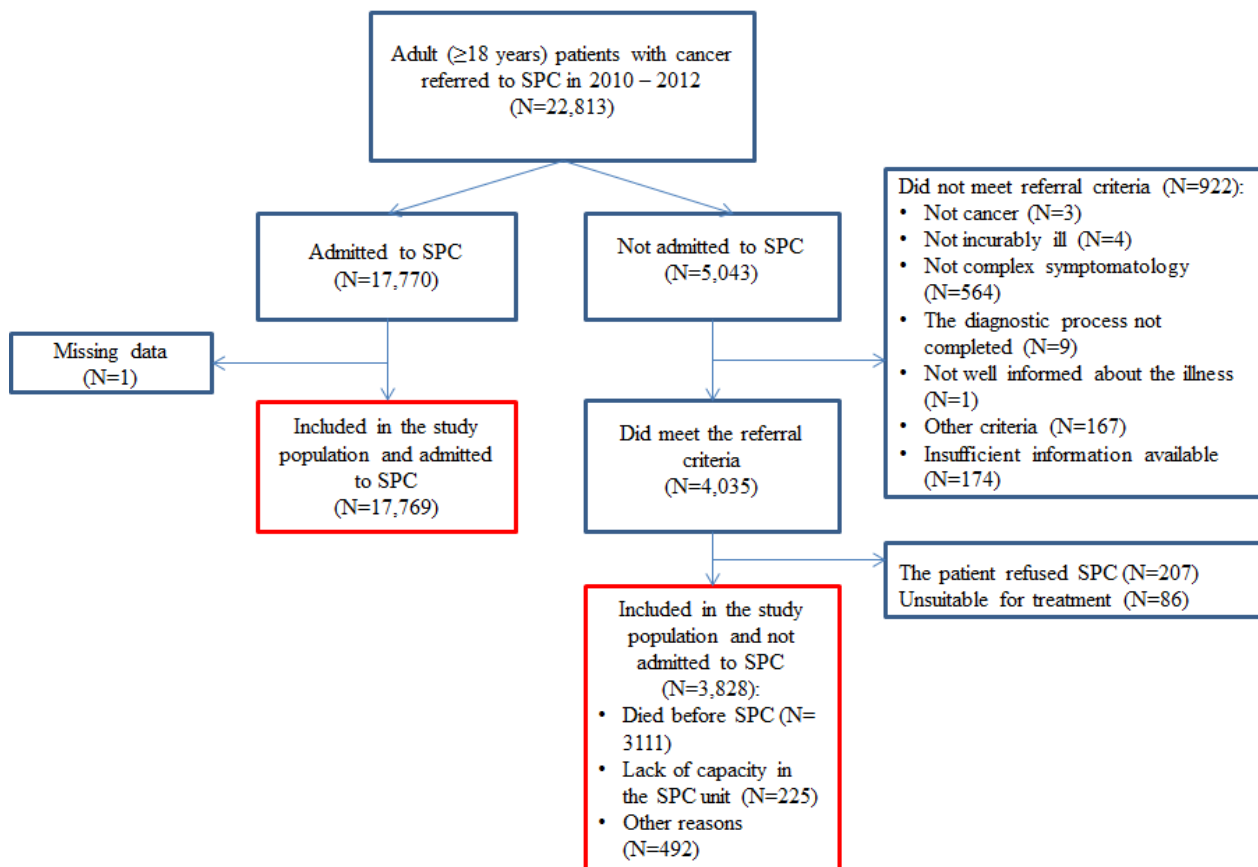 Adult (≥18 years) patients with cancer
referred to SPC in 2010 – 2012
(N=22,813)
Admitted to SPC
(N=17,770)
Not admitted to SPC
(N=5,043)
Did not meet referral criteria (N=922):
• Not cancer (N=3)
• Not incurably ill (N=4)
• Not complex symptomatology
(N=564)
• The diagnostic process not
completed (N=9)
• Not well informed about the illness
(N=1)
• Other criteria (N=167)
• Insufficient information available
(N=174)
Missing data
(N=1)
Included in the study
population and admitted
to SPC
(N=17,769)
Did meet the referral
criteria
(N=4,035)
The patient refused SPC (N=207)
Unsuitable for treatment (N=86)
Included in the study
population and not
admitted to SPC
(N=3,828):
• Died before SPC (N=
3111)
• Lack of capacity in
the SPC unit (N=225)
• Other reasons
(N=492)